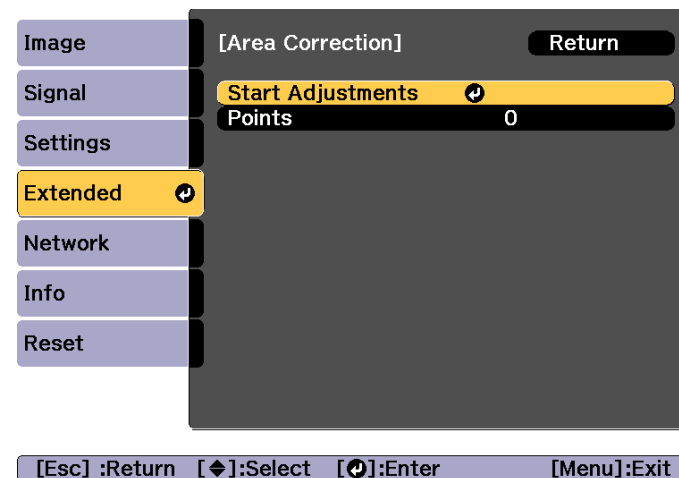 Image
Signal
Settings
Extended
Network
Info
Reset
[Area Correction] Return
Start Adjustments
Points 0
[Esc] :Return [◆]:Select [↵]:Enter [Menu]:Exit